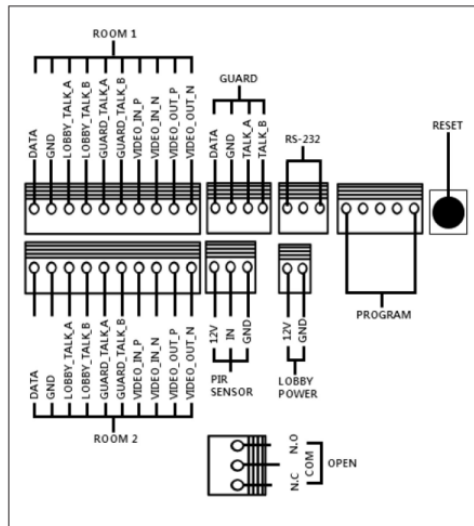 ROOM 1
DATA
GND
LOBBY_TALK_A
LOBBY_TALK_B
GUARD_TALK_A
GUARD_TALK_B
VIDEO_IN_P
VIDEO_IN_N
VIDEO_OUT_P
VIDEO_OUT_N
GUARD
DATA
GND
TALK_A
TALK_B
RS-232
RESET
DATA
GND
LOBBY_TALK_A
LOBBY_TALK_B
GUARD_TALK_A
GUARD_TALK_B
VIDEO_IN_P
VIDEO_IN_N
VIDEO_OUT_P
VIDEO_OUT_N
ROOM 2
12V
IN
GND
PIR
SENSOR
12V
GND
LOBBY
POWER
PROGRAM
N.O
COM
N.C
OPEN